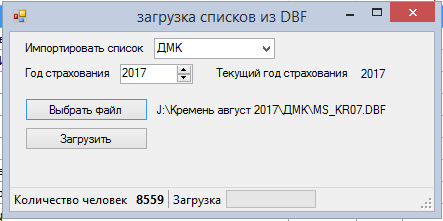 загрузка списков из DBF
Импортировать список ДМК
Год страхования 2017 Текущий год страхования 2017
Выбрать файл J:\Кремень август 2017\ДМК\MS_KR07.DBF
Загрузить
Количество человек 8559 Загрузка